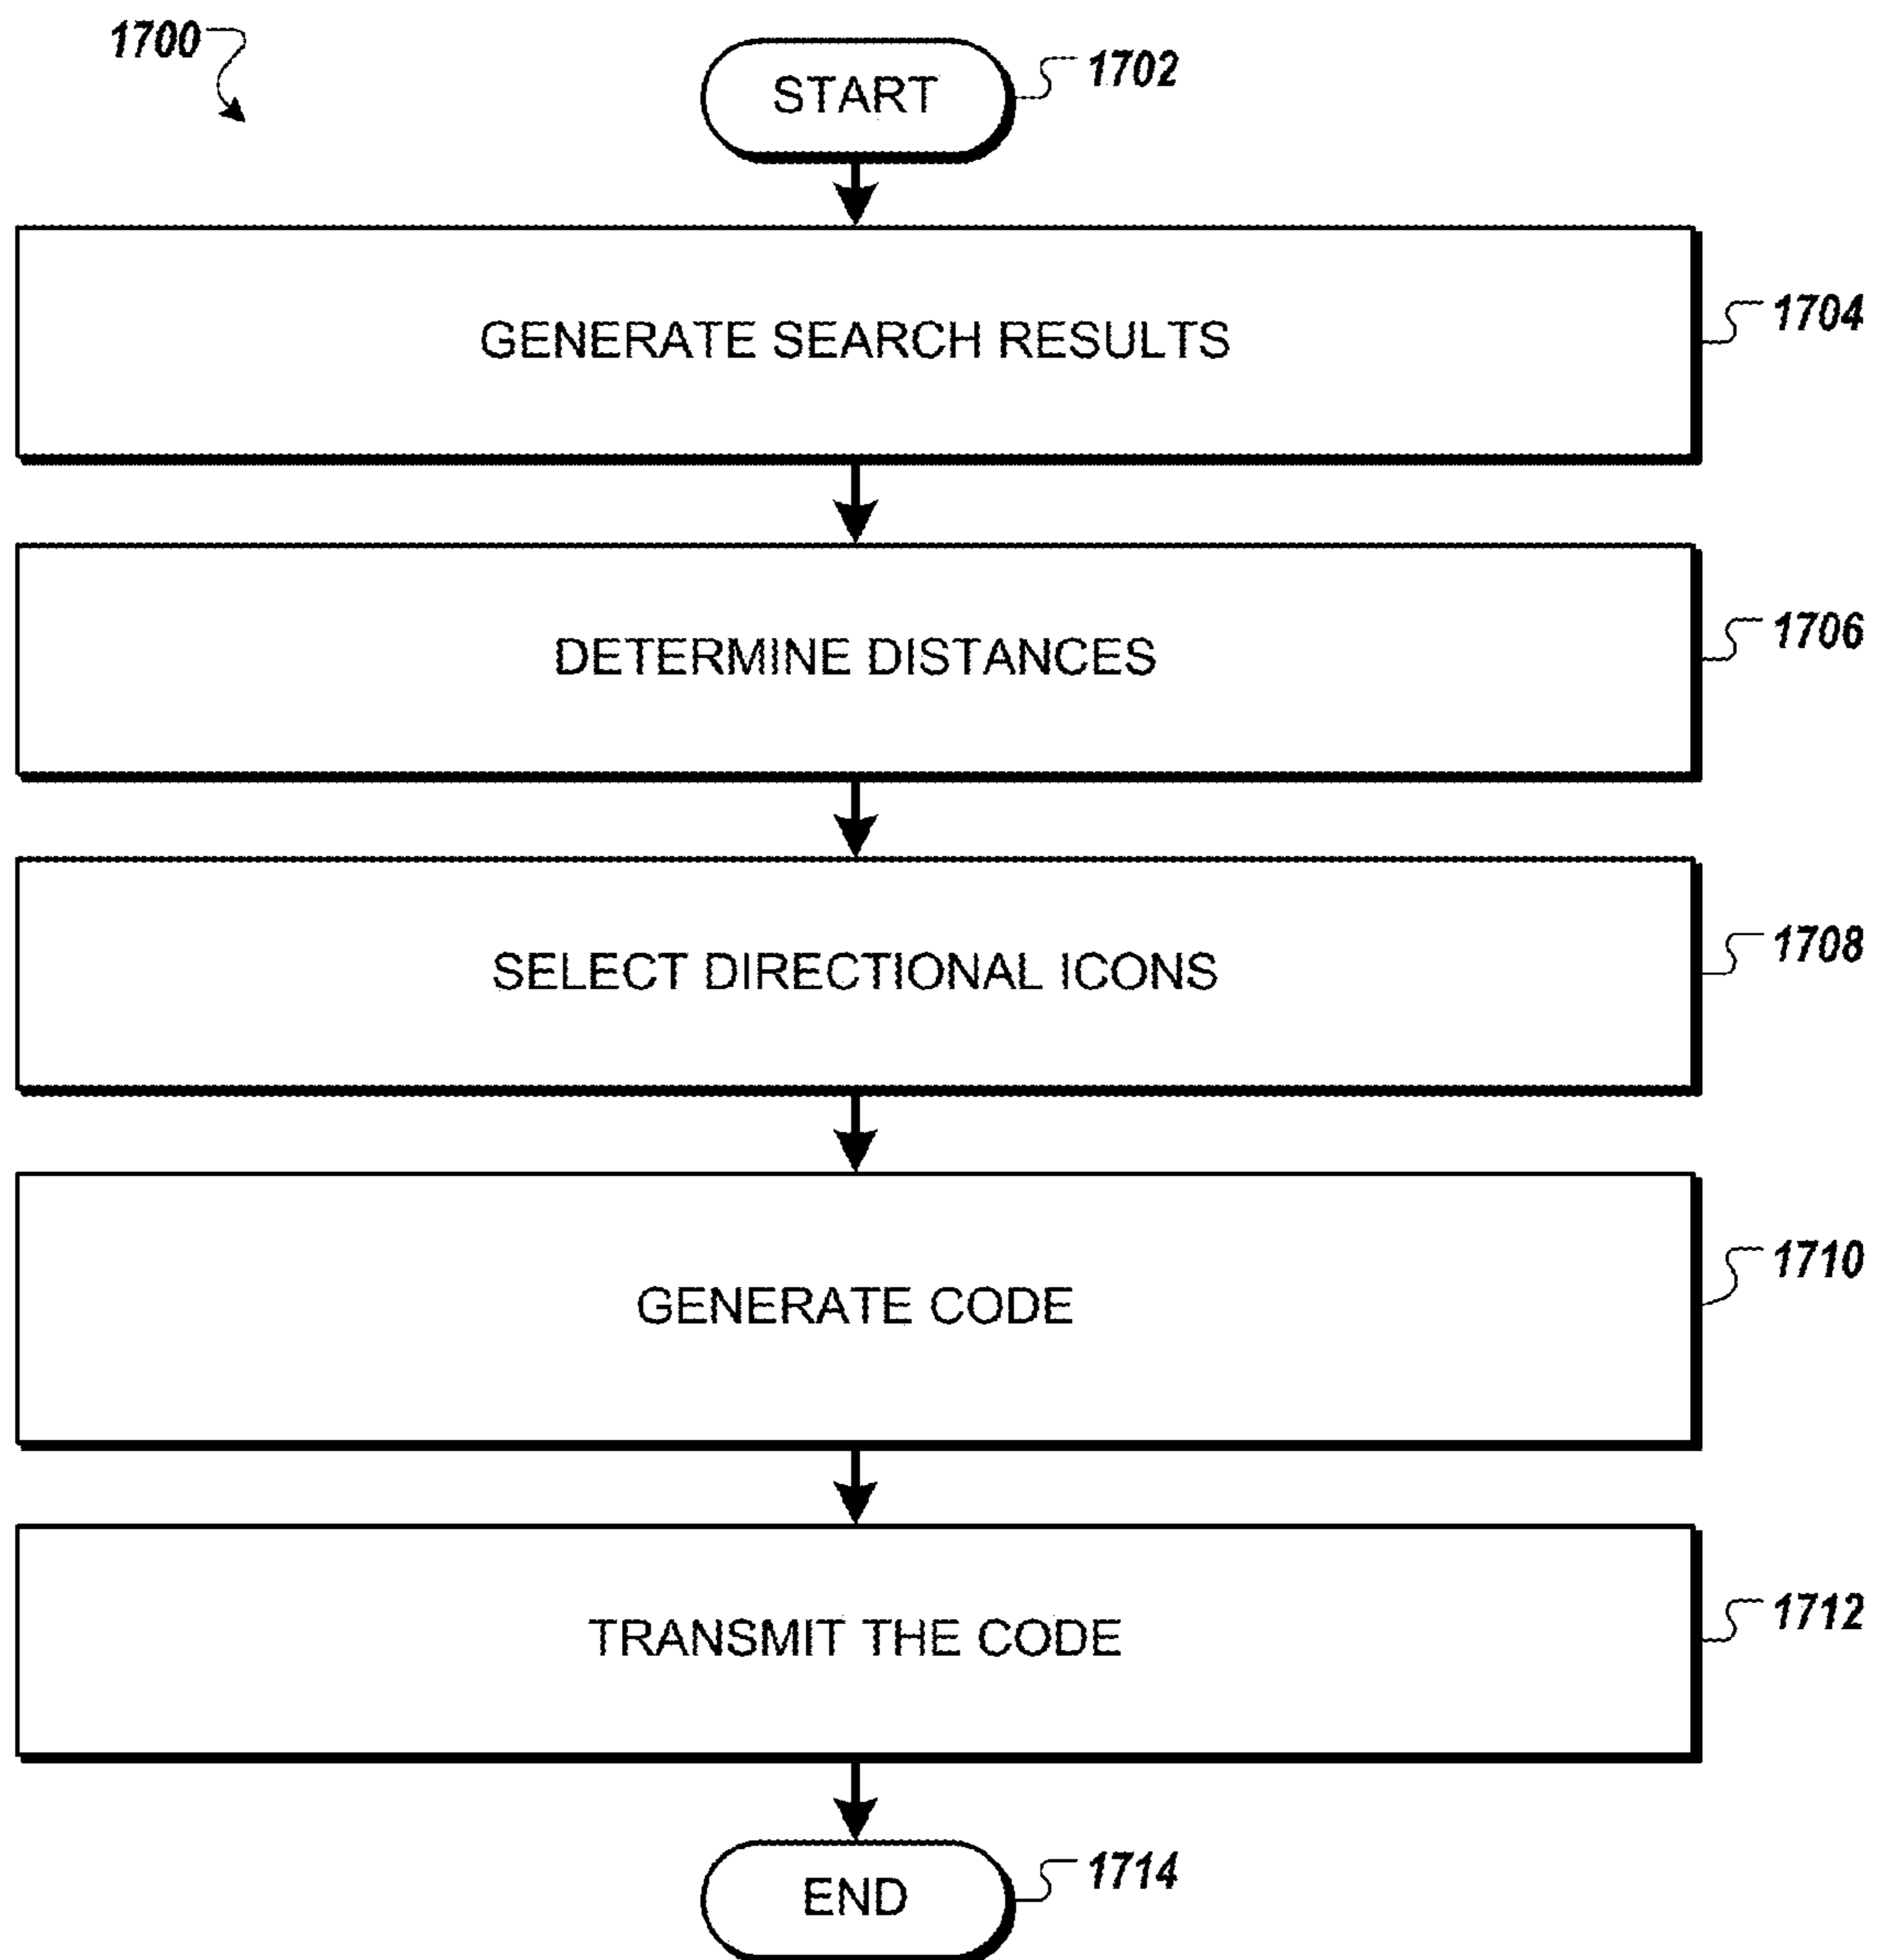 1700
START
1702
GENERATE SEARCH RESULTS
1704
DETERMINE DISTANCES
1706
SELECT DIRECTIONAL ICONS
1708
GENERATE CODE
1710
TRANSMIT THE CODE
1712
END
1714